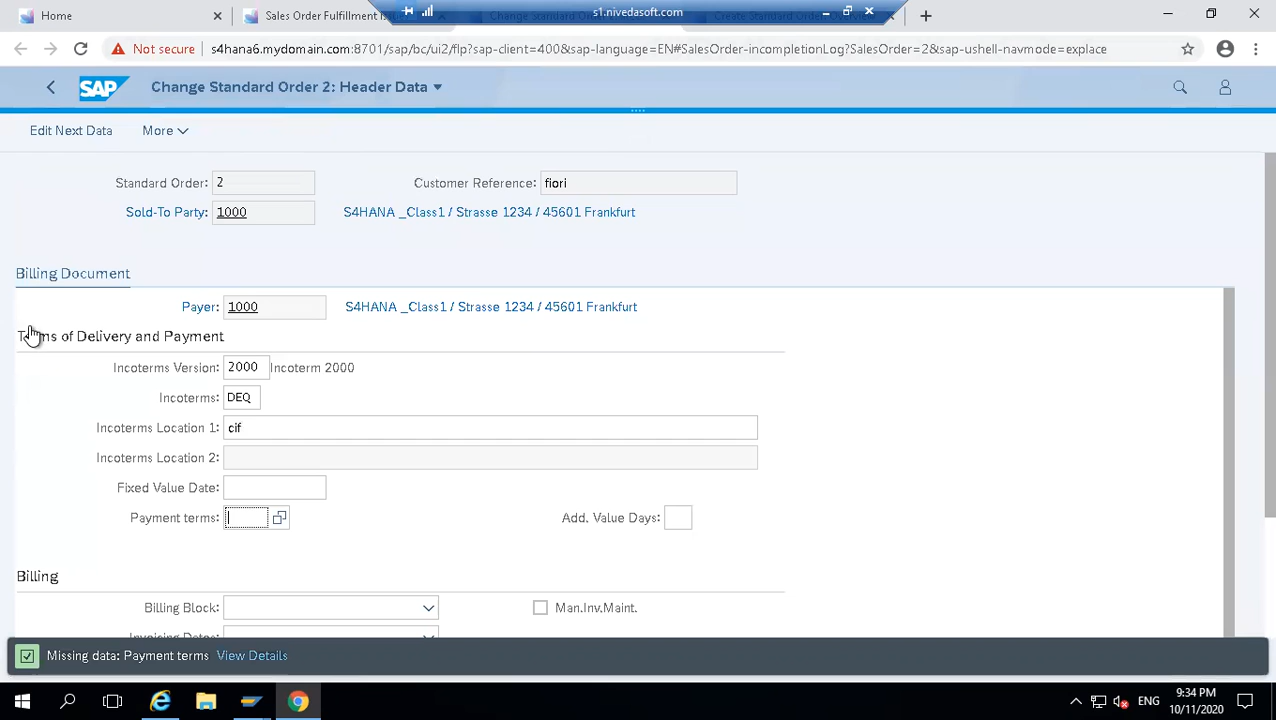 s1.nivedasoft.com
Home
Sales Order Fulfillment
Change Standard Or
Create Standard Order
Not secure
s4hana6.mydomain.com:8701/sap/bc/ui2/flp?sap-client=400&sap-language=EN#SalesOrder-incompletionLog?SalesOrder=2&sap-ushell-navmode=explace
SAP
Change Standard Order 2: Header Data
Edit Next Data
More
Standard Order: 2
Customer Reference: fiori
Sold-To Party: 1000
S4HANA _Class1 / Strasse 1234 / 45601 Frankfurt
Billing Document
Payer: 1000
S4HANA _Class1 / Strasse 1234 / 45601 Frankfurt
Terms of Delivery and Payment
Incoterms Version: 2000 Incoterm 2000
Incoterms: DEQ
Incoterms Location 1: cif
Incoterms Location 2:
Fixed Value Date:
Payment terms:
Add. Value Days:
Billing
Billing Block:
Man.Inv.Maint.
Invoicing Dates:
Missing data: Payment terms View Details
ENG
9:34 PM
10/11/2020